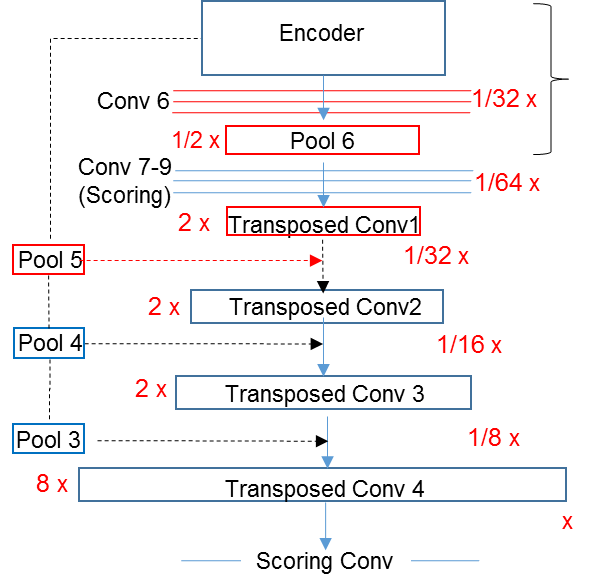 Encoder
Conv 6
1/32 x
1/2 x
Pool 6
Conv 7-9
(Scoring)
1/64 x
2 x
Transposed Conv1
Pool 5
1/32 x
2 x
Transposed Conv2
Pool 4
1/16 x
2 x
Transposed Conv 3
Pool 3
1/8 x
8 x
Transposed Conv 4
x
Scoring Conv